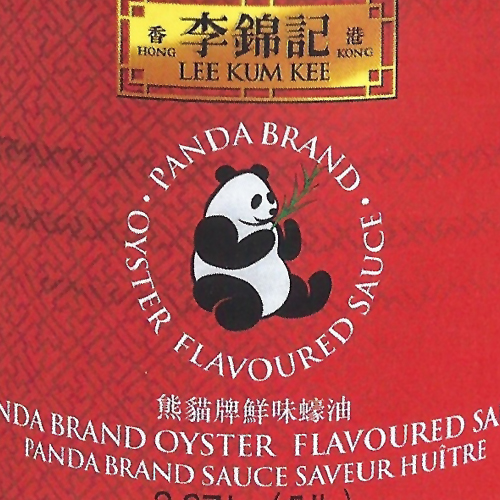 香 李錦記 港
HONG KONG
LEE KUM KEE
· PANDA BRAND ·
OYSTER FLAVOURED SAUCE
熊貓牌鮮味蠔油
NDA BRAND OYSTER FLAVOURED SA
PANDA BRAND SAUCE SAVEUR HUÎTRE